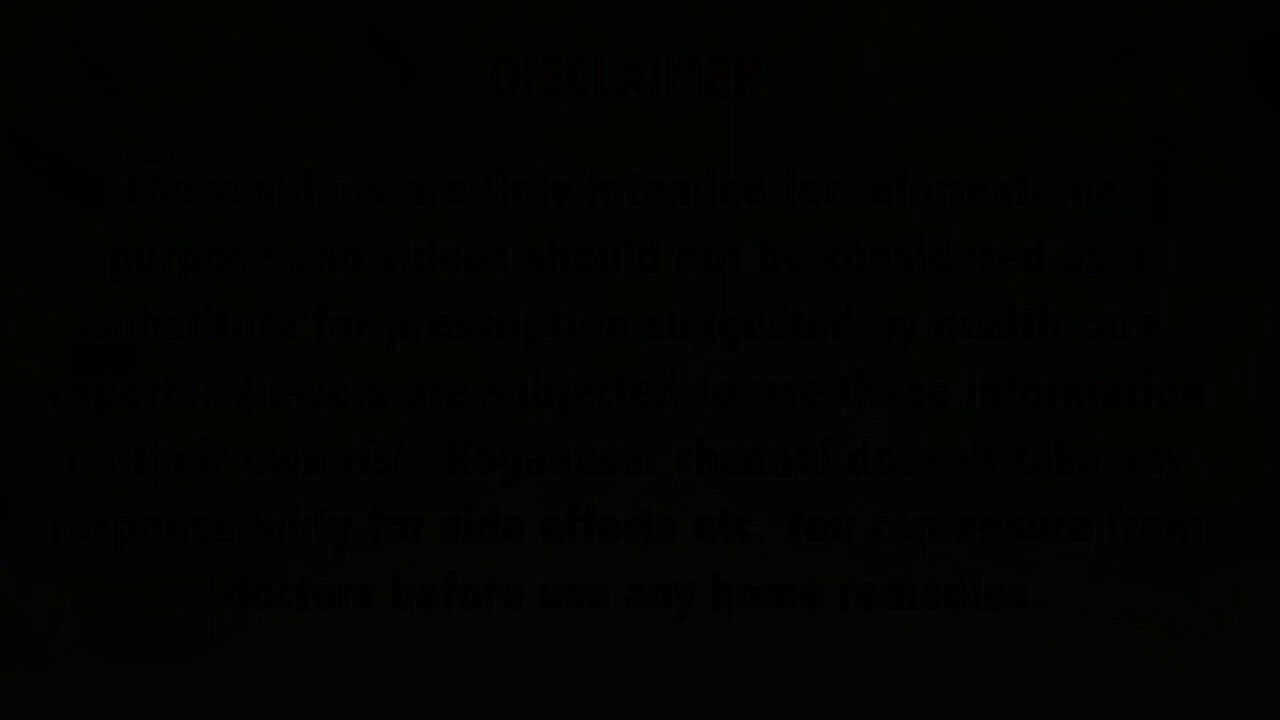 DISCLAIMER
These videos are Only intended for informational
purpose and videos should not be considered as a
substitute for prescription suggested by health care
experts. Viewers are subjected to use these information
on their own risk. Roganusar channel doesn't take any
responseibility for side effects etc. You can ensure from
doctors before use any home remedies.